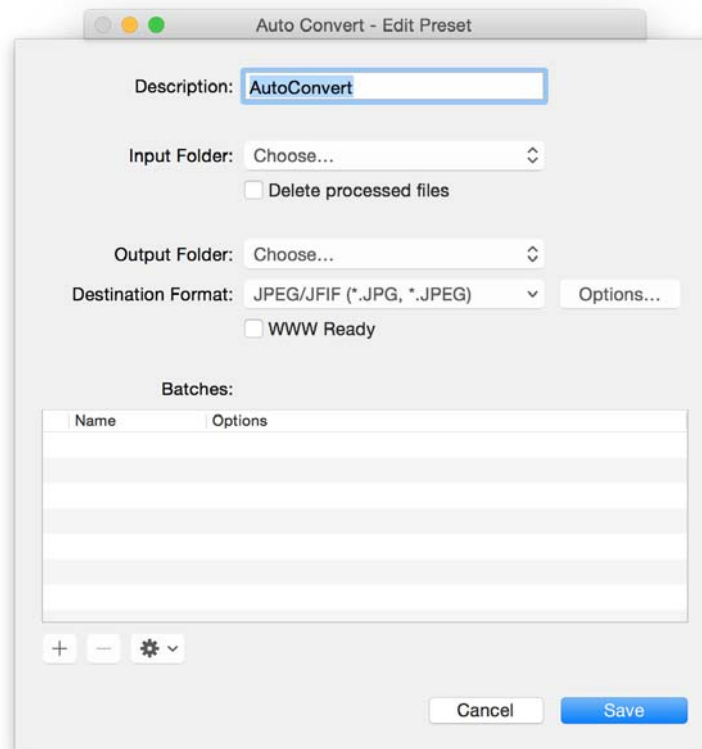 Auto Convert - Edit Preset
Description: AutoConvert
Input Folder: Choose...
Delete processed files
Output Folder: Choose...
Destination Format: JPEG/JFIF (*.JPG, *.JPEG) Options...
WWW Ready
Batches:
Name Options
Cancel Save